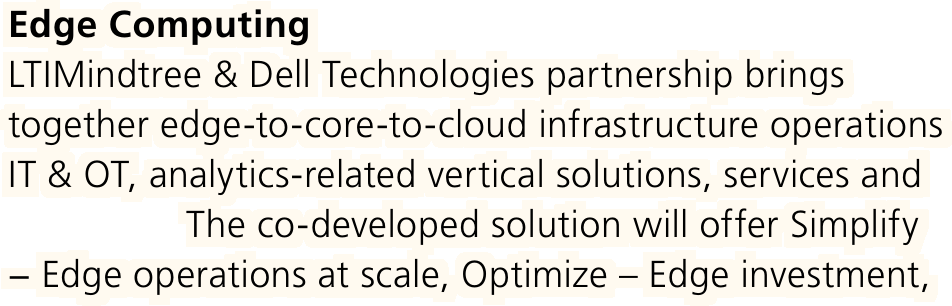 Edge Computing
LTIMindtree & Dell Technologies partnership brings
together edge-to-core-to-cloud infrastructure operations
IT & OT, analytics-related vertical solutions, services and
The co-developed solution will offer Simplify
– Edge operations at scale, Optimize – Edge investment,